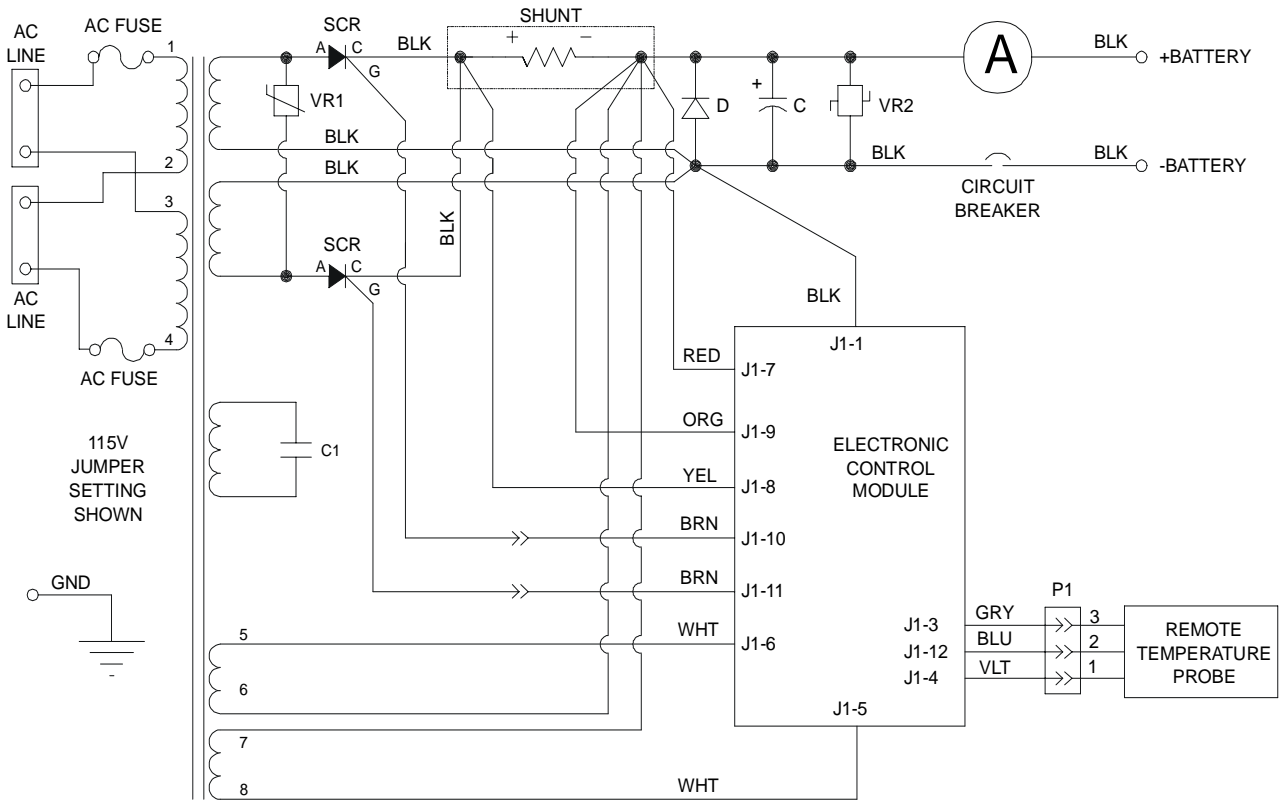 AC
LINE
AC FUSE
1
2
3
4
AC
LINE
AC FUSE
115V
JUMPER
SETTING
SHOWN
GND
SCR
A
C
G
BLK
SHUNT
+
−
VR1
BLK
BLK
BLK
SCR
A
C
G
D
+
C
VR2
A
BLK
+BATTERY
BLK
BLK
-BATTERY
CIRCUIT
BREAKER
BLK
C1
J1-1
RED
J1-7
ORG
J1-9
YEL
J1-8
BRN
J1-10
BRN
J1-11
WHT
J1-6
ELECTRONIC
CONTROL
MODULE
J1-3
GRY
J1-12
BLU
J1-4
VLT
P1
3
2
1
REMOTE
TEMPERATURE
PROBE
J1-5
5
6
7
8
WHT